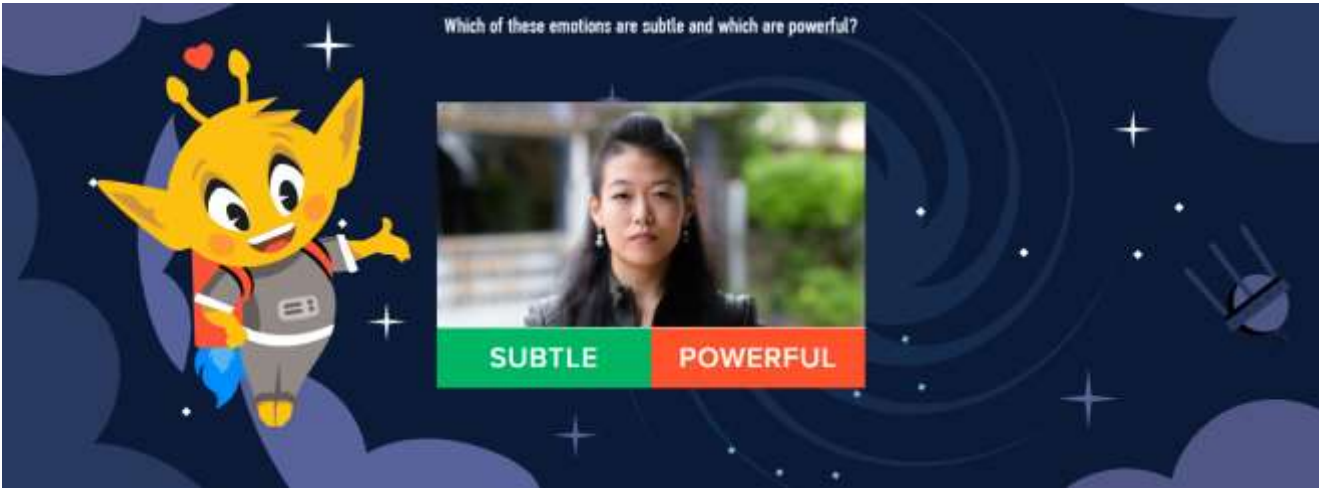 Which of these emotions are subtle and which are powerful?
SUBTLE
POWERFUL